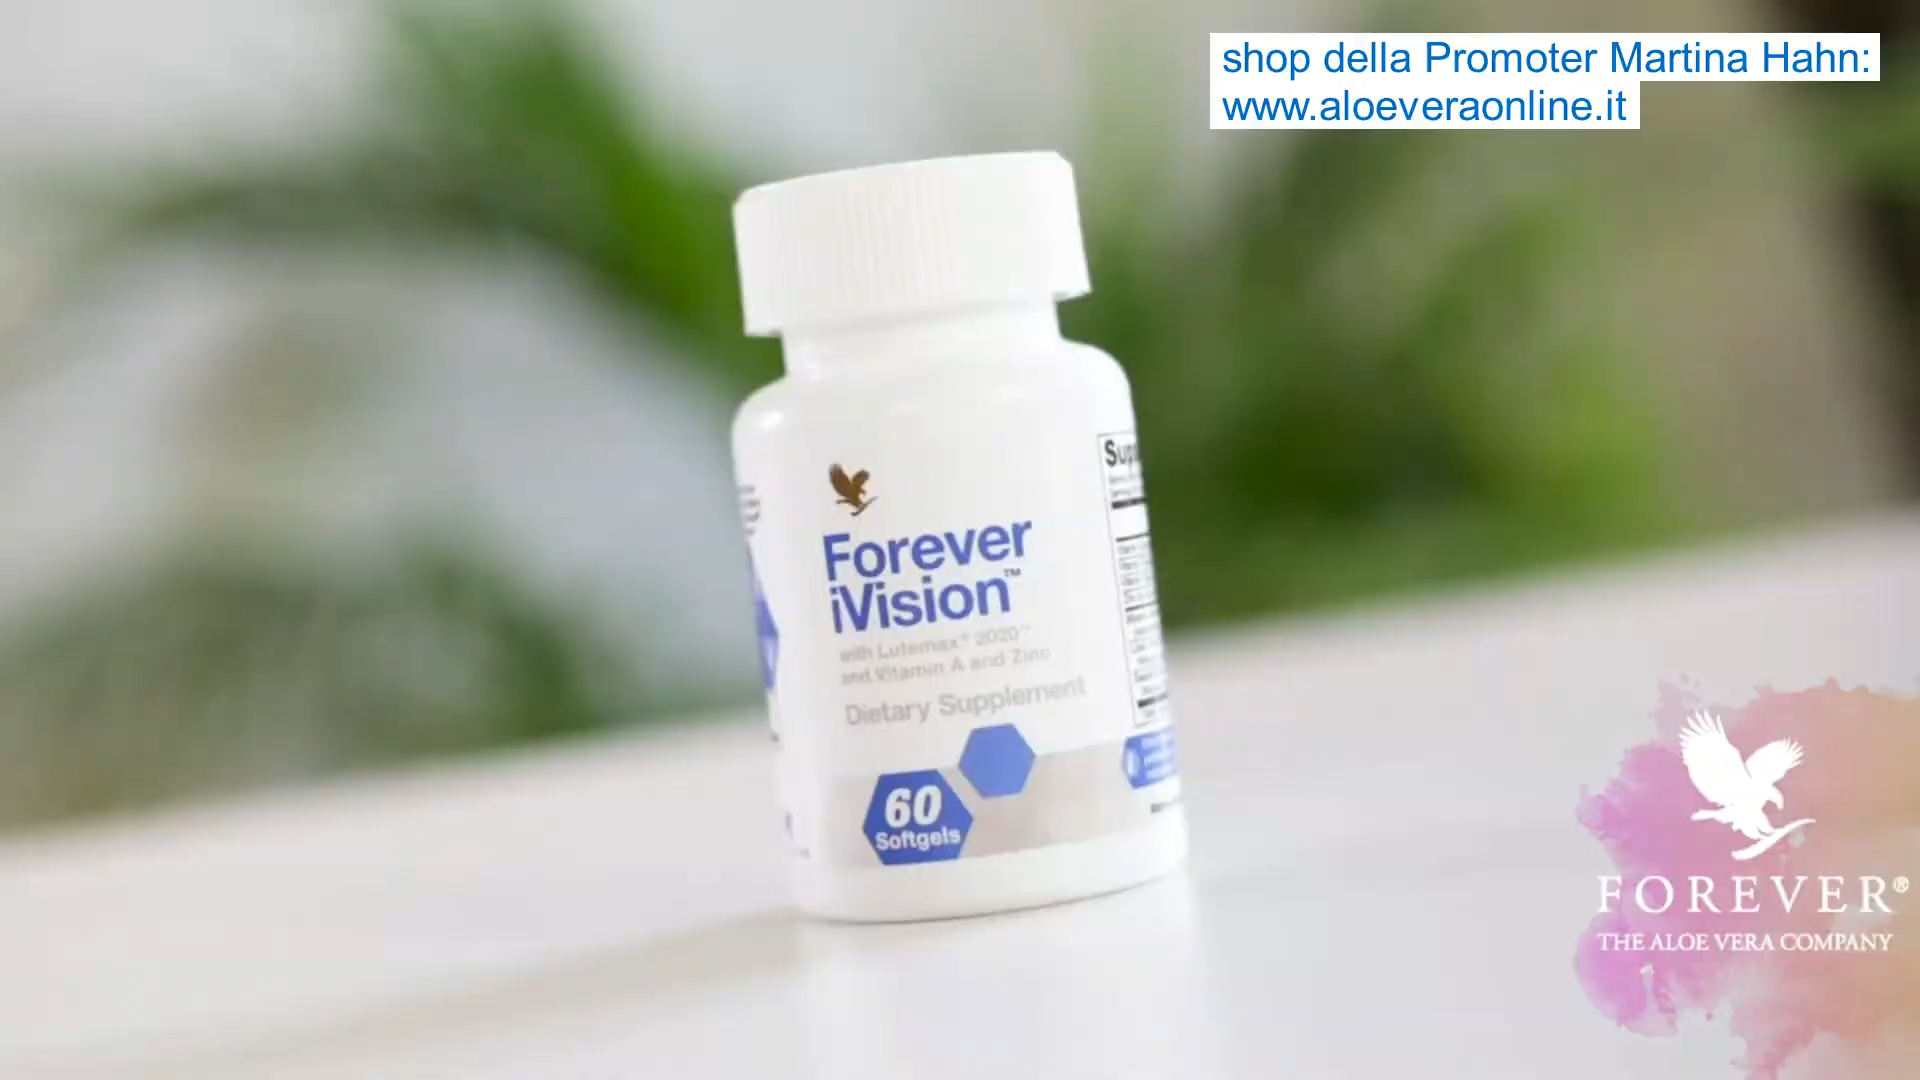 shop della Promoter Martina Hahn:
www.aloeveraonline.it
Forever
iVision™
with Lutemax® 2020™
and Vitamin A and Zinc
Dietary Supplement
60
Softgels
FOREVER®
THE ALOE VERA COMPANY